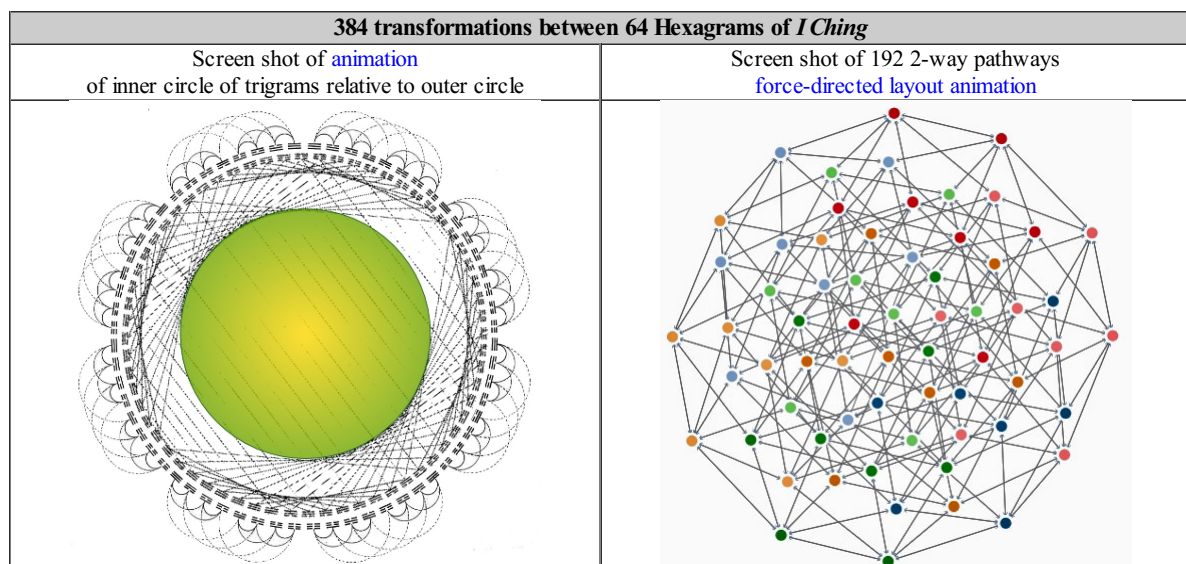 384 transformations between 64 Hexagrams of I Ching
Screen shot of animation
of inner circle of trigrams relative to outer circle
Screen shot of 192 2-way pathways
force-directed layout animation